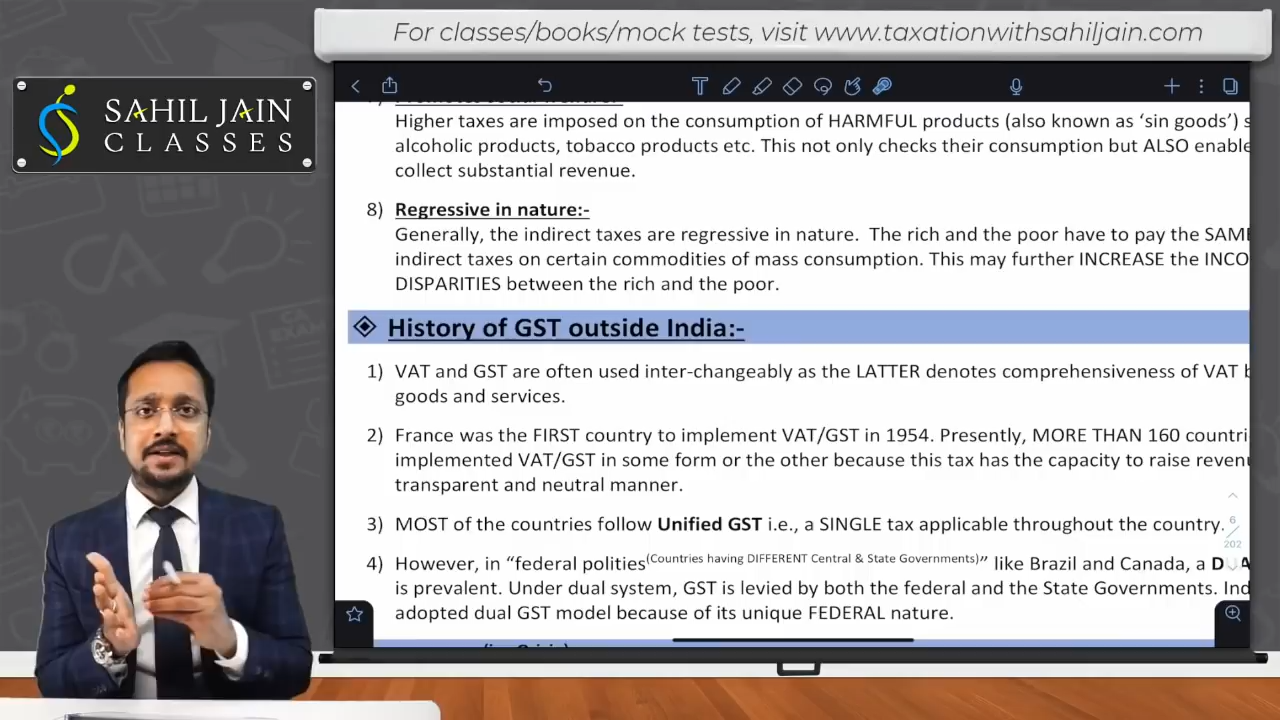 For classes/books/mock tests, visit www.taxationwithsahiljain.com
SAHIL JAIN
CLASSES
Higher taxes are imposed on the consumption of HARMFUL products (also known as ‘sin goods’) s
alcoholic products, tobacco products etc. This not only checks their consumption but ALSO enable
collect substantial revenue.
8) Regressive in nature:-
Generally, the indirect taxes are regressive in nature. The rich and the poor have to pay the SAME
indirect taxes on certain commodities of mass consumption. This may further INCREASE the INCO
DISPARITIES between the rich and the poor.
History of GST outside India:-
1) VAT and GST are often used inter-changeably as the LATTER denotes comprehensiveness of VAT b
goods and services.
2) France was the FIRST country to implement VAT/GST in 1954. Presently, MORE THAN 160 countri
implemented VAT/GST in some form or the other because this tax has the capacity to raise reven
transparent and neutral manner.
3) MOST of the countries follow Unified GST i.e., a SINGLE tax applicable throughout the country.
6
202
4) However, in “federal polities(Countries having DIFFERENT Central & State Governments)” like Brazil and Canada, a
is prevalent. Under dual system, GST is levied by both the federal and the State Governments. Ind
adopted dual GST model because of its unique FEDERAL nature.